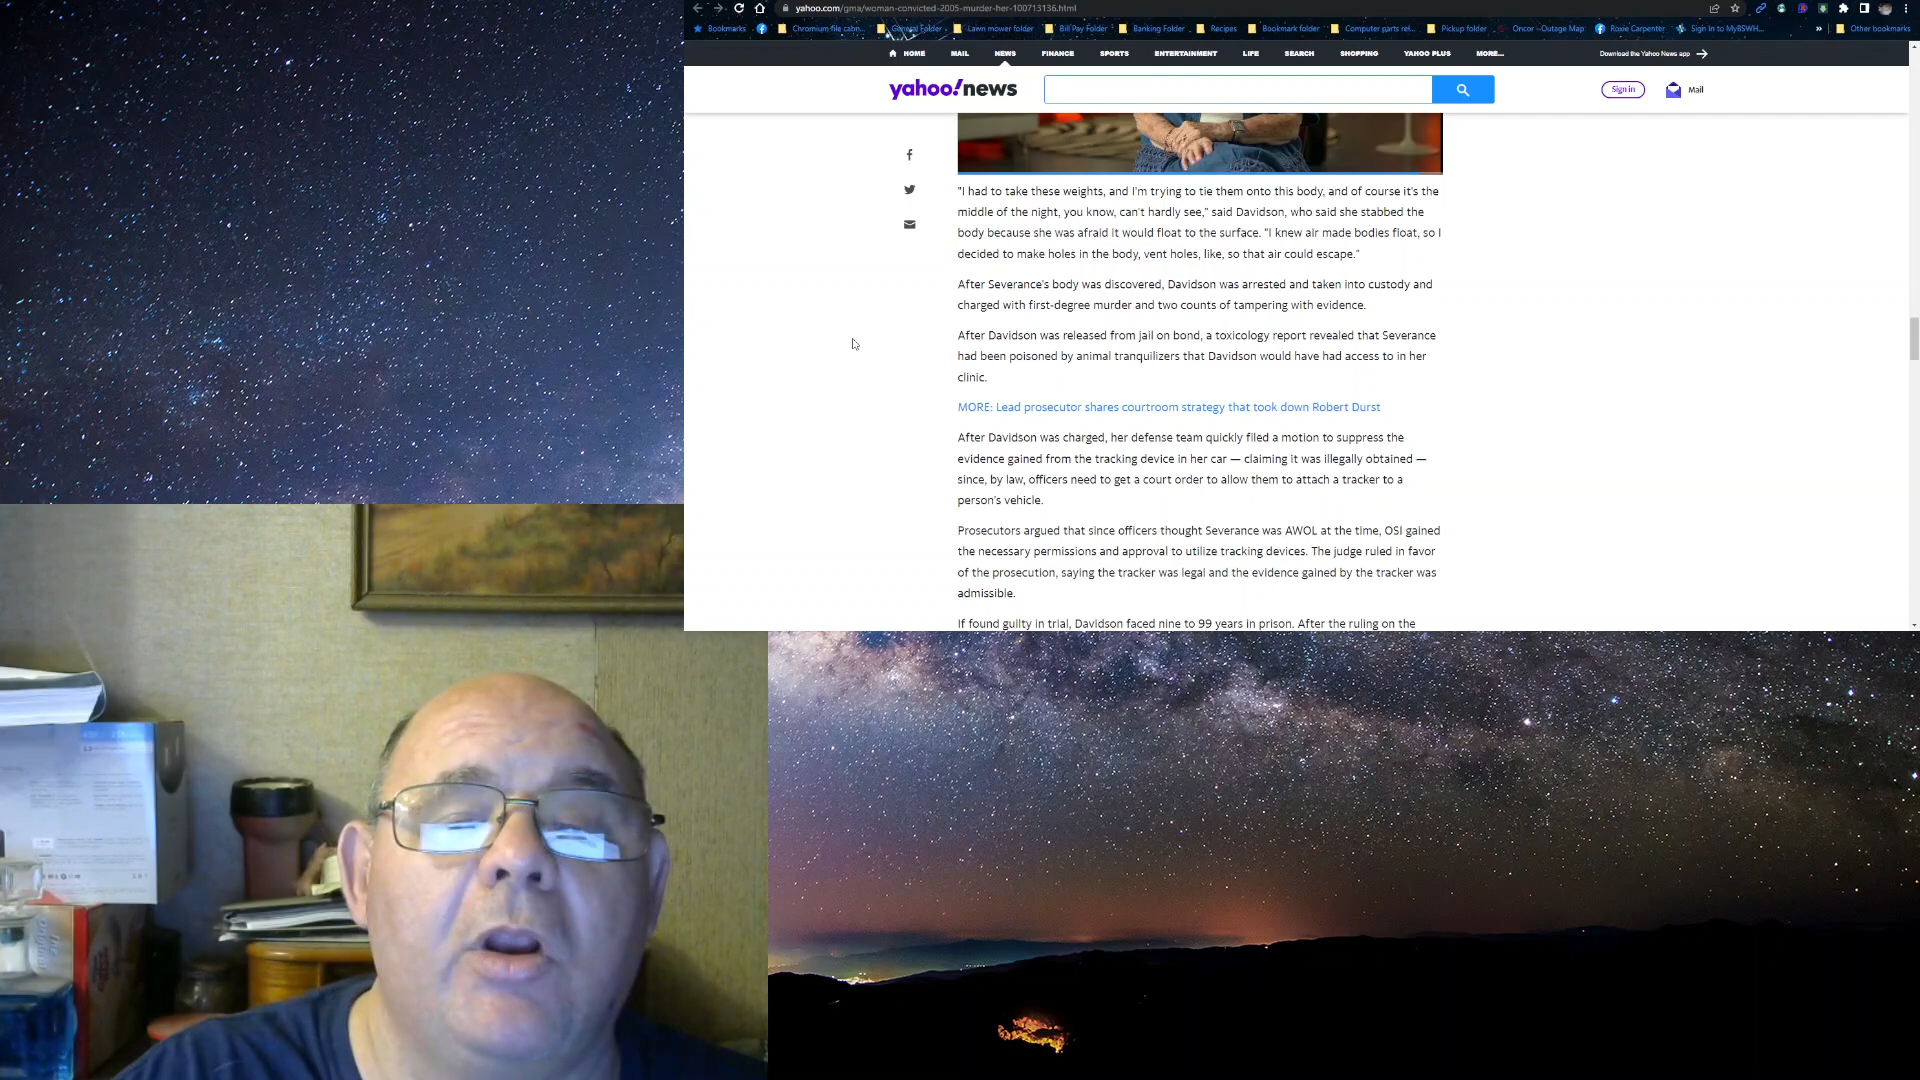 yahoo.com/gma/woman-convicted-2005-murder-her-100713136.html
Bookmarks Chromium file cabn... General Folder Lawn mower folder Bill Pay Folder Banking Folder Recipes Bookmark folder Computer parts rel... Pickup folder Oncor - Outage Map Roxie Carpenter Sign In to MyBSWH... » Other bookmarks
HOME MAIL NEWS FINANCE SPORTS ENTERTAINMENT LIFE SEARCH SHOPPING YAHOO PLUS MORE... Download the Yahoo News app
yahoo!news Sign in Mail
"I had to take these weights, and I'm trying to tie them onto this body, and of course it's the
middle of the night, you know, can't hardly see," said Davidson, who said she stabbed the
body because she was afraid it would float to the surface. "I knew air made bodies float, so I
decided to make holes in the body, vent holes, like, so that air could escape."
After Severance's body was discovered, Davidson was arrested and taken into custody and
charged with first-degree murder and two counts of tampering with evidence.
After Davidson was released from jail on bond, a toxicology report revealed that Severance
had been poisoned by animal tranquilizers that Davidson would have had access to in her
clinic.
MORE: Lead prosecutor shares courtroom strategy that took down Robert Durst
After Davidson was charged, her defense team quickly filed a motion to suppress the
evidence gained from the tracking device in her car — claiming it was illegally obtained —
since, by law, officers need to get a court order to allow them to attach a tracker to a
person's vehicle.
Prosecutors argued that since officers thought Severance was AWOL at the time, OSI gained
the necessary permissions and approval to utilize tracking devices. The judge ruled in favor
of the prosecution, saying the tracker was legal and the evidence gained by the tracker was
admissible.
If found guilty in trial, Davidson faced nine to 99 years in prison. After the ruling on the